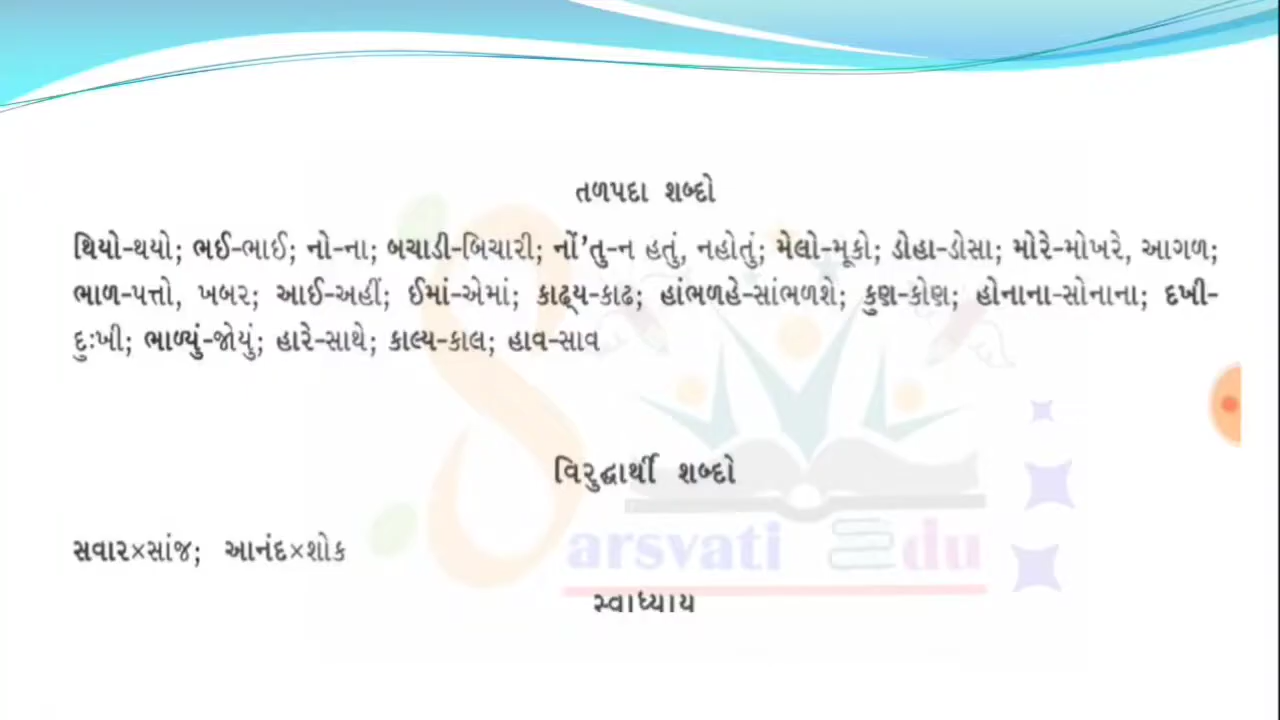 તળપદા શબ્દો
થિયો-થયો; ભઈ-ભાઈ; નો-ના; બચાડી-બિચારી; નોં'તુ-ન હતું, નહોતું; મેલો-મૂકો; ડોહા-ડોસા; મોરે-મોખરે, આગળ;
ભાળ-પત્તો, ખબર; આઈ-અહીં; ઈમાં-એમાં; કાઢ્ય-કાઢ; હાંભળહે-સાંભળશે; કુણ-કોણ; હોનાના-સોનાના; દખી-
દુઃખી; ભાળ્યું-જોયું; હારે-સાથે; કાલ્ય-કાલ; હાવ-સાવ
વિરુદ્ધાર્થી શબ્દો
સવાર×સાંજ; આનંદ×શોક
arsvati Edu
સ્વાધ્યાય